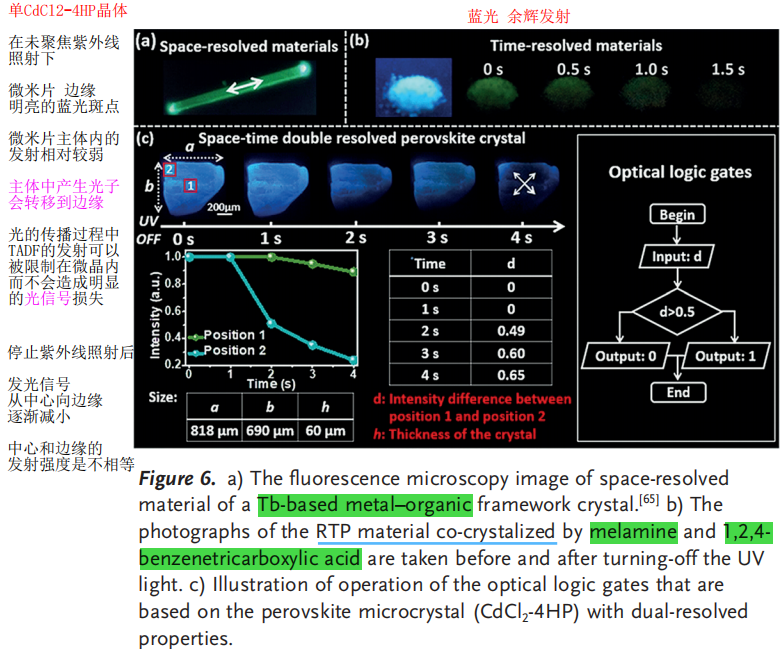 单CdCl2-4HP晶体
在未聚焦紫外线
照射下
微米片 边缘
明亮的蓝光斑点
微米片主体内的
发射相对较弱
主体中产生光子
会转移到边缘
光的传播过程中
TADF的发射可以
被限制在微晶内
而不会造成明显
的光信号损失
停止紫外线照射后
发光信号
从中心向边缘
逐渐减小
中心和边缘的
发射强度是不相等
蓝光 余辉发射
(a)
Space-resolved
materials
(b)
Time-resolved materials
0 s
0.5 s
1.0 s
1.5 s
(c)
Space-time double resolved perovskite crystal
a
b
2
1
200μm
UV
OFF
0 s
1 s
2 s
3 s
4 s
Intensity (a.u.)
1.0
0.8
0.6
0.4
0.2
Position 1
Position 2
0 1 2 3 4
Time (s)
Size:
a b h
818 μm 690 μm 60 μm
Time d
0 s 0
1 s 0
2 s 0.49
3 s 0.60
4 s 0.65
d: Intensity difference between
position 1 and position 2
h: Thickness of the crystal
Optical logic gates
Begin
Input: d
d>0.5
Output: 0
Output: 1
End
Figure 6. a) The fluorescence microscopy image of space-resolved
material of a Tb-based metal–organic framework crystal.[65] b) The
photographs of the RTP material co-crystalized by melamine and 1,2,4-
benzenetricarboxylic acid are taken before and after turning-off the UV
light. c) Illustration of operation of the optical logic gates that are
based on the perovskite microcrystal (CdCl2-4HP) with dual-resolved
properties.